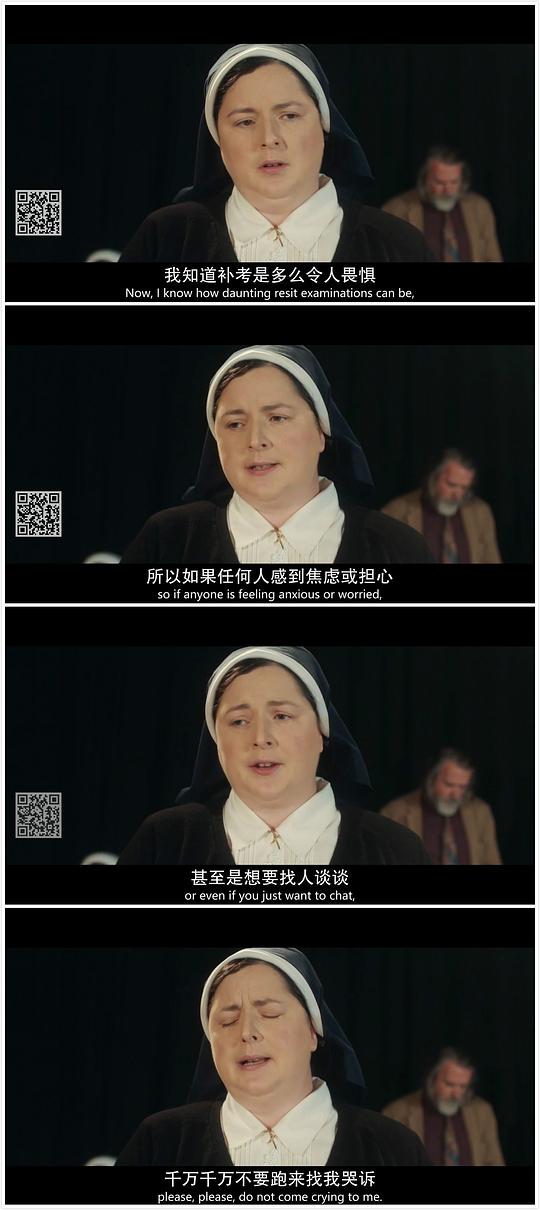 我知道补考是多么令人畏惧
Now, I know how daunting resit examinations can be,
所以如果任何人感到焦虑或担心
so if anyone is feeling anxious or worried,
甚至是想要找人谈谈
or even if you just want to chat,
千万千万不要跑来找我哭诉
please, please, do not come crying to me.